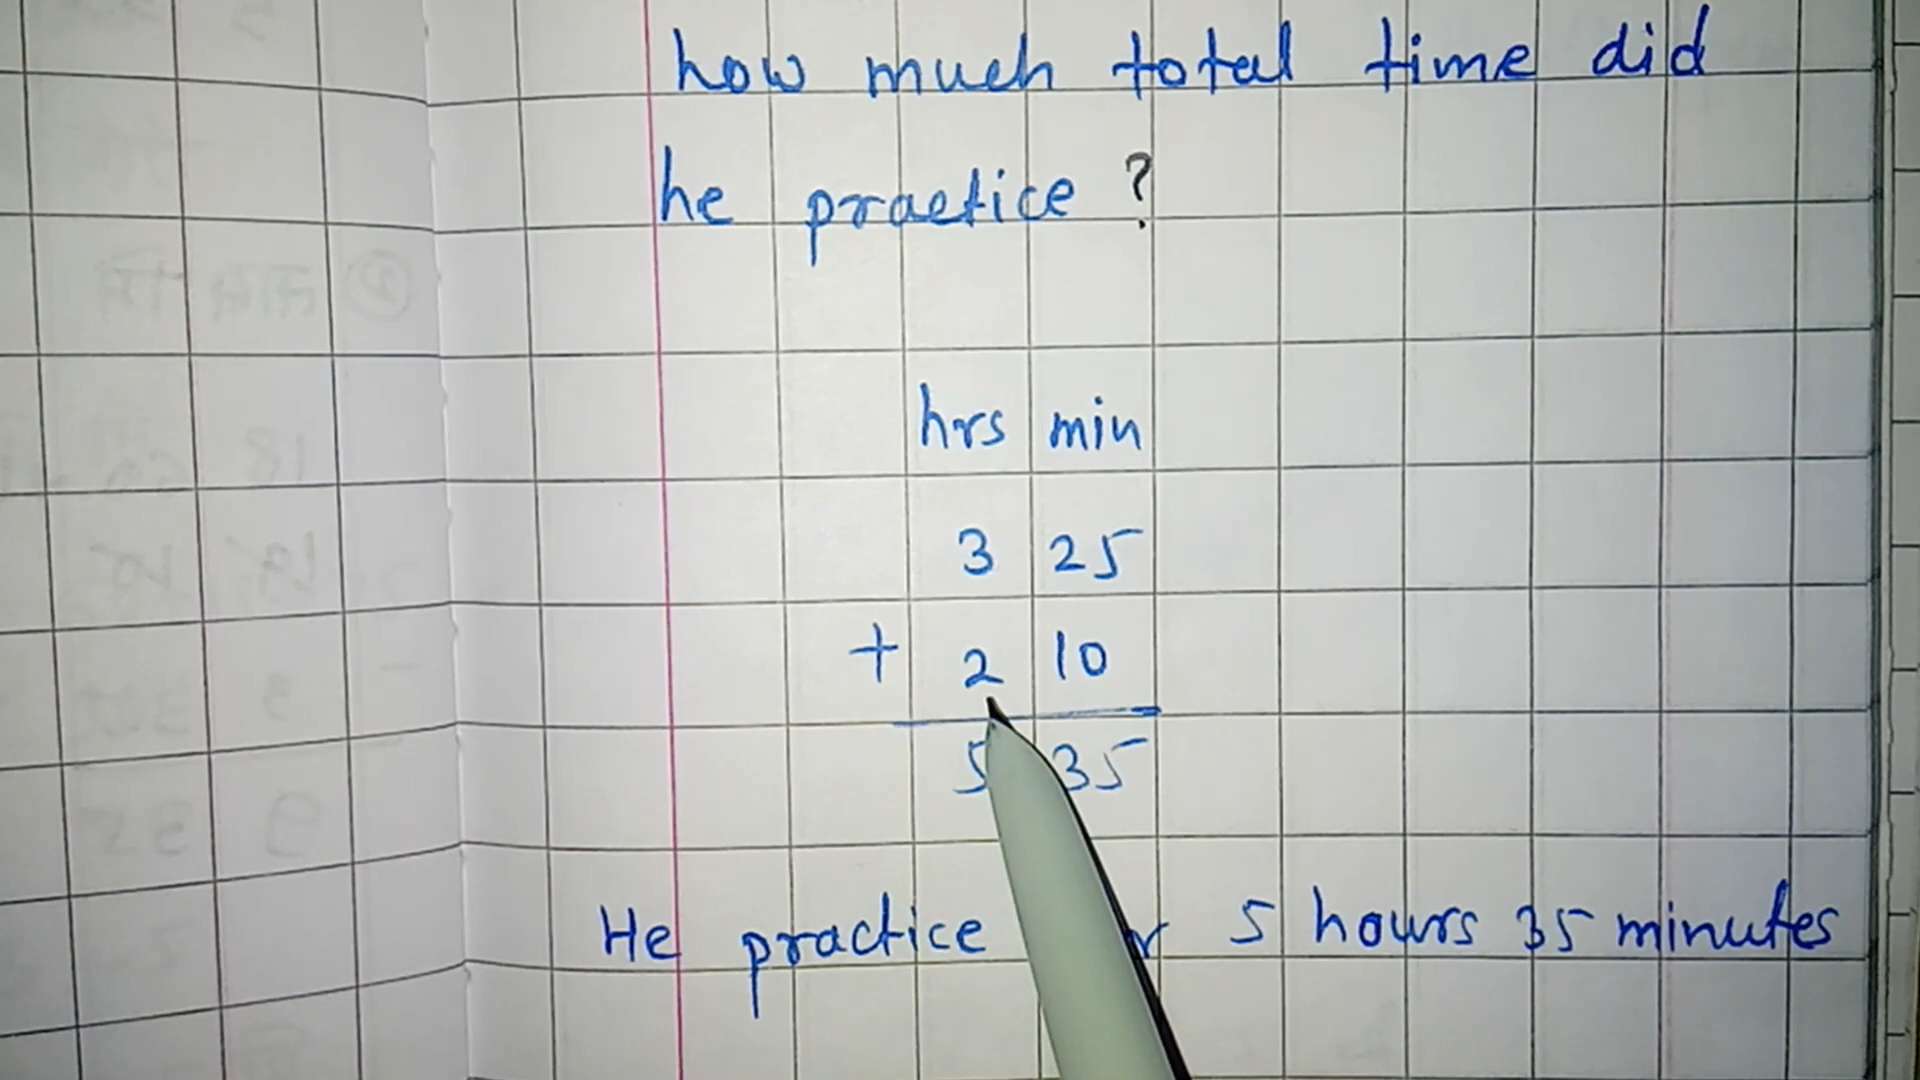 how much total time did
he practice ?
hrs min
3 25
+ 2 10
5 35
He practice 5 hours 35 minutes